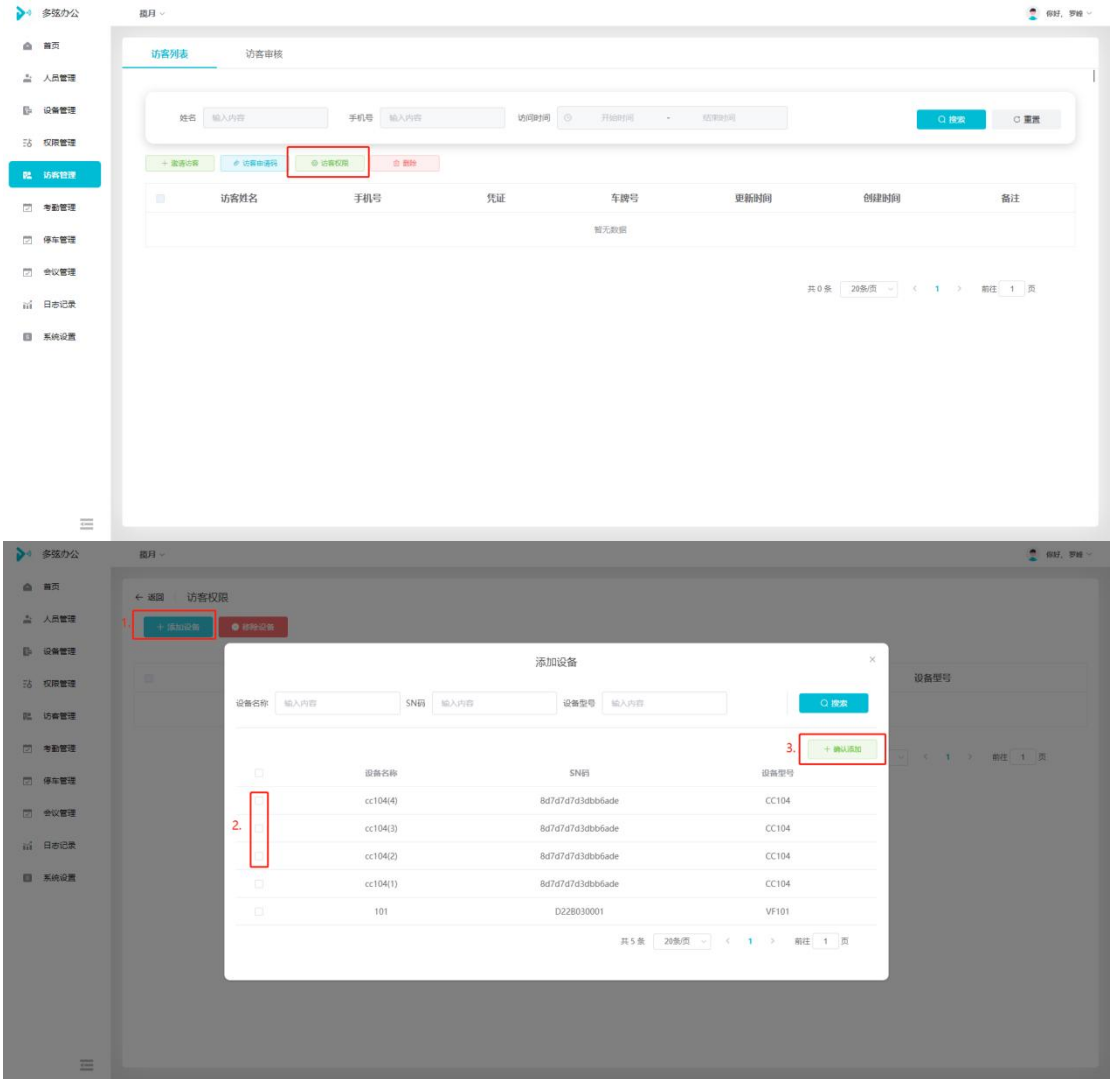 多弦办公 揽月 你好，罗峰
首页
人员管理
设备管理
权限管理
访客管理
考勤管理
停车管理
会议管理
日志记录
系统设置
访客列表 访客审核
姓名 输入内容 手机号 输入内容 访问时间 开始时间 - 结束时间 搜索 重置
+ 邀请访客 访客申请码 访客权限 删除
访客姓名 手机号 凭证 车牌号 更新时间 创建时间 备注
暂无数据
共 0 条 20条/页 < 1 > 前往 1 页
多弦办公 揽月 你好，罗峰
首页
人员管理
设备管理
权限管理
访客管理
考勤管理
停车管理
会议管理
日志记录
系统设置
← 返回 访客权限
1. + 添加设备 移除设备
设备型号
< 1 > 前往 1 页
添加设备 ×
设备名称 输入内容 SN码 输入内容 设备型号 输入内容 搜索
3. + 确认添加
设备名称 SN码 设备型号
cc104(4) 8d7d7d7d3dbb6ade CC104
2. cc104(3) 8d7d7d7d3dbb6ade CC104
cc104(2) 8d7d7d7d3dbb6ade CC104
cc104(1) 8d7d7d7d3dbb6ade CC104
101 D22B030001 VF101
共 5 条 20条/页 < 1 > 前往 1 页